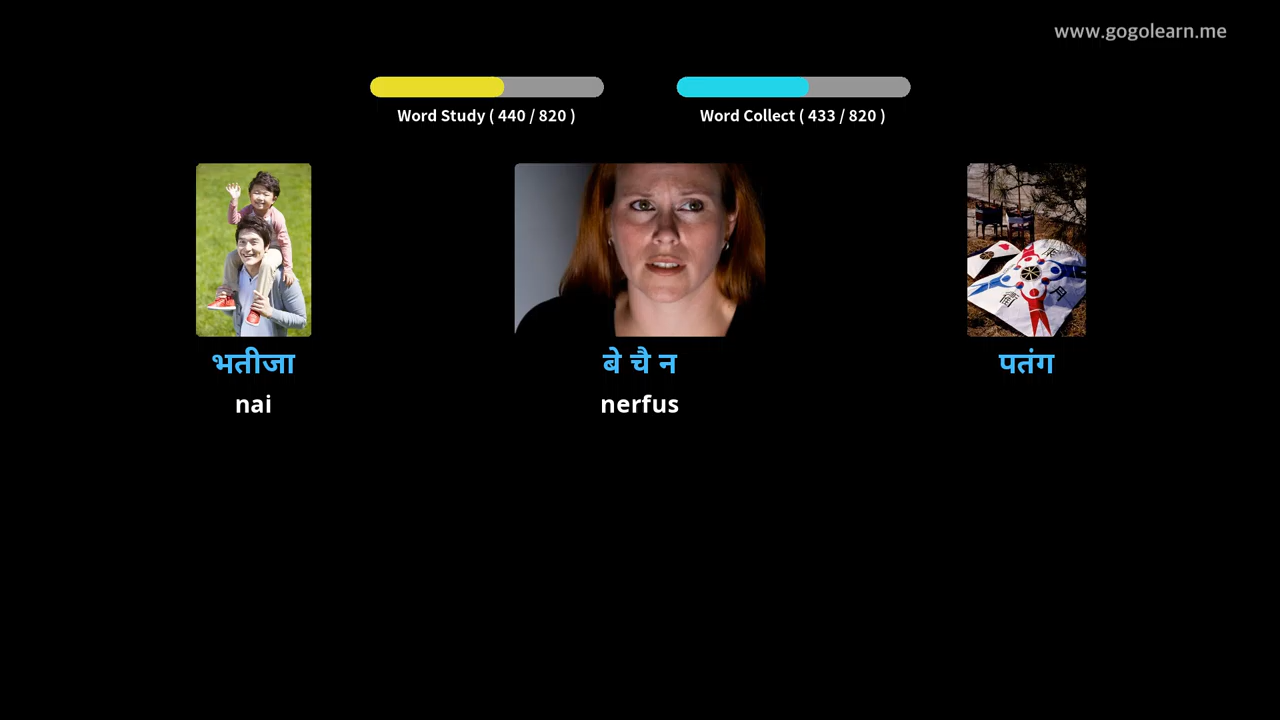 www.gogolearn.me
Word Study ( 440 / 820 )
Word Collect ( 433 / 820 )
भतीजा
बे चै न
पतंग
nai
nerfus